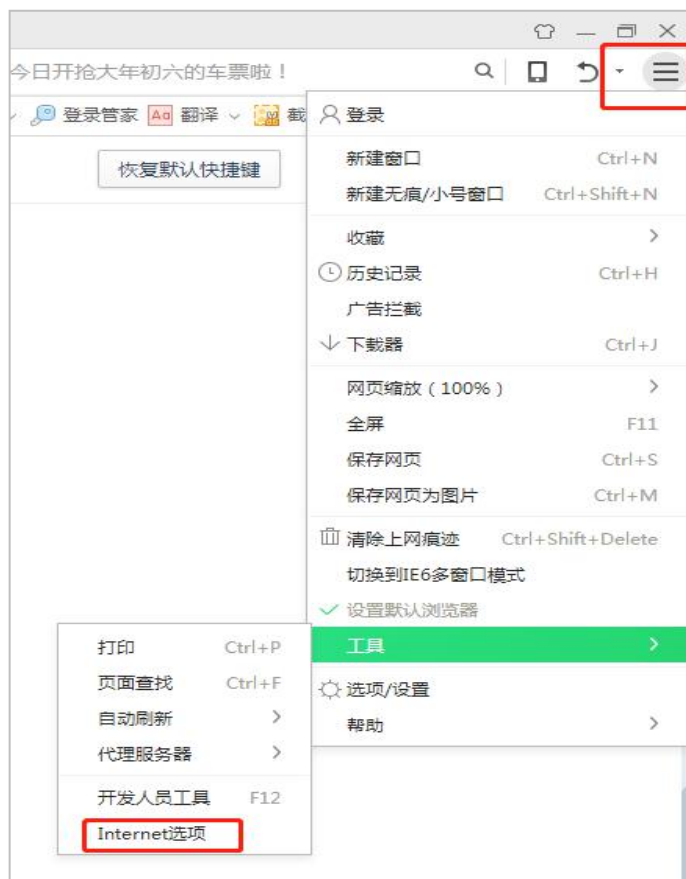 今日开抢大年初六的车票啦！
登录管家 Aa 翻译 截
恢复默认快捷键
登录
新建窗口 Ctrl+N
新建无痕/小号窗口 Ctrl+Shift+N
收藏
历史记录 Ctrl+H
广告拦截
下载器 Ctrl+J
网页缩放（100%）
全屏 F11
保存网页 Ctrl+S
保存网页为图片 Ctrl+M
清除上网痕迹 Ctrl+Shift+Delete
切换到IE6多窗口模式
设置默认浏览器
工具
选项/设置
帮助
打印 Ctrl+P
页面查找 Ctrl+F
自动刷新
代理服务器
开发人员工具 F12
Internet选项